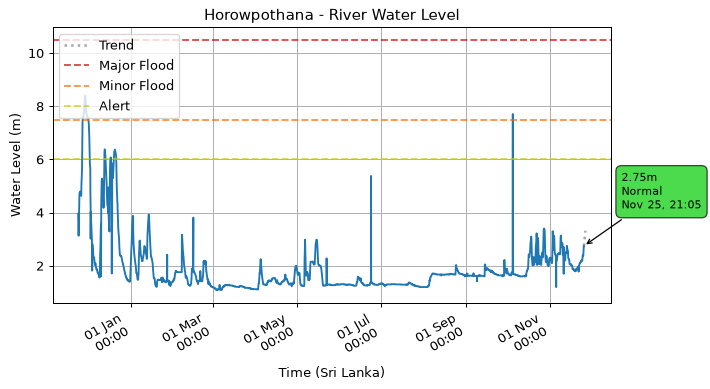 Horowpothana - River Water Level
Trend
Major Flood
Minor Flood
Alert
10
8
6
4
2
Water Level (m)
2.75m
Normal
Nov 25, 21:05
01 Jan
00:00
01 Mar
00:00
01 May
00:00
01 Jul
00:00
01 Sep
00:00
01 Nov
00:00
Time (Sri Lanka)